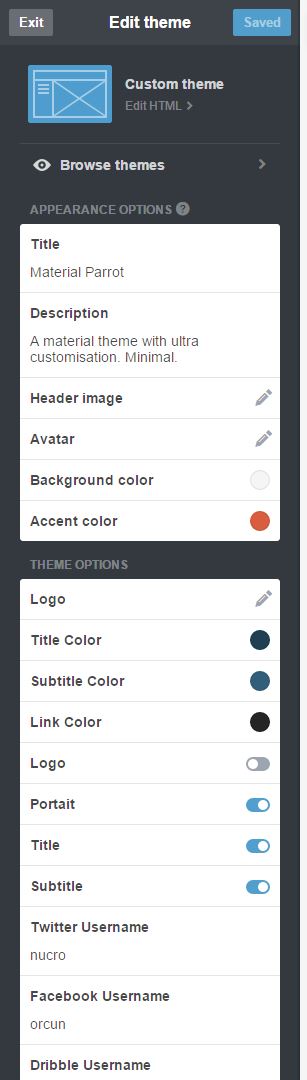 Exit Edit theme Saved
Custom theme
Edit HTML
Browse themes
APPEARANCE OPTIONS ?
Title
Material Parrot
Description
A material theme with ultra
customisation. Minimal.
Header image
Avatar
Background color
Accent color
THEME OPTIONS
Logo
Title Color
Subtitle Color
Link Color
Logo
Portait
Title
Subtitle
Twitter Username
nucro
Facebook Username
orcun
Dribble Username